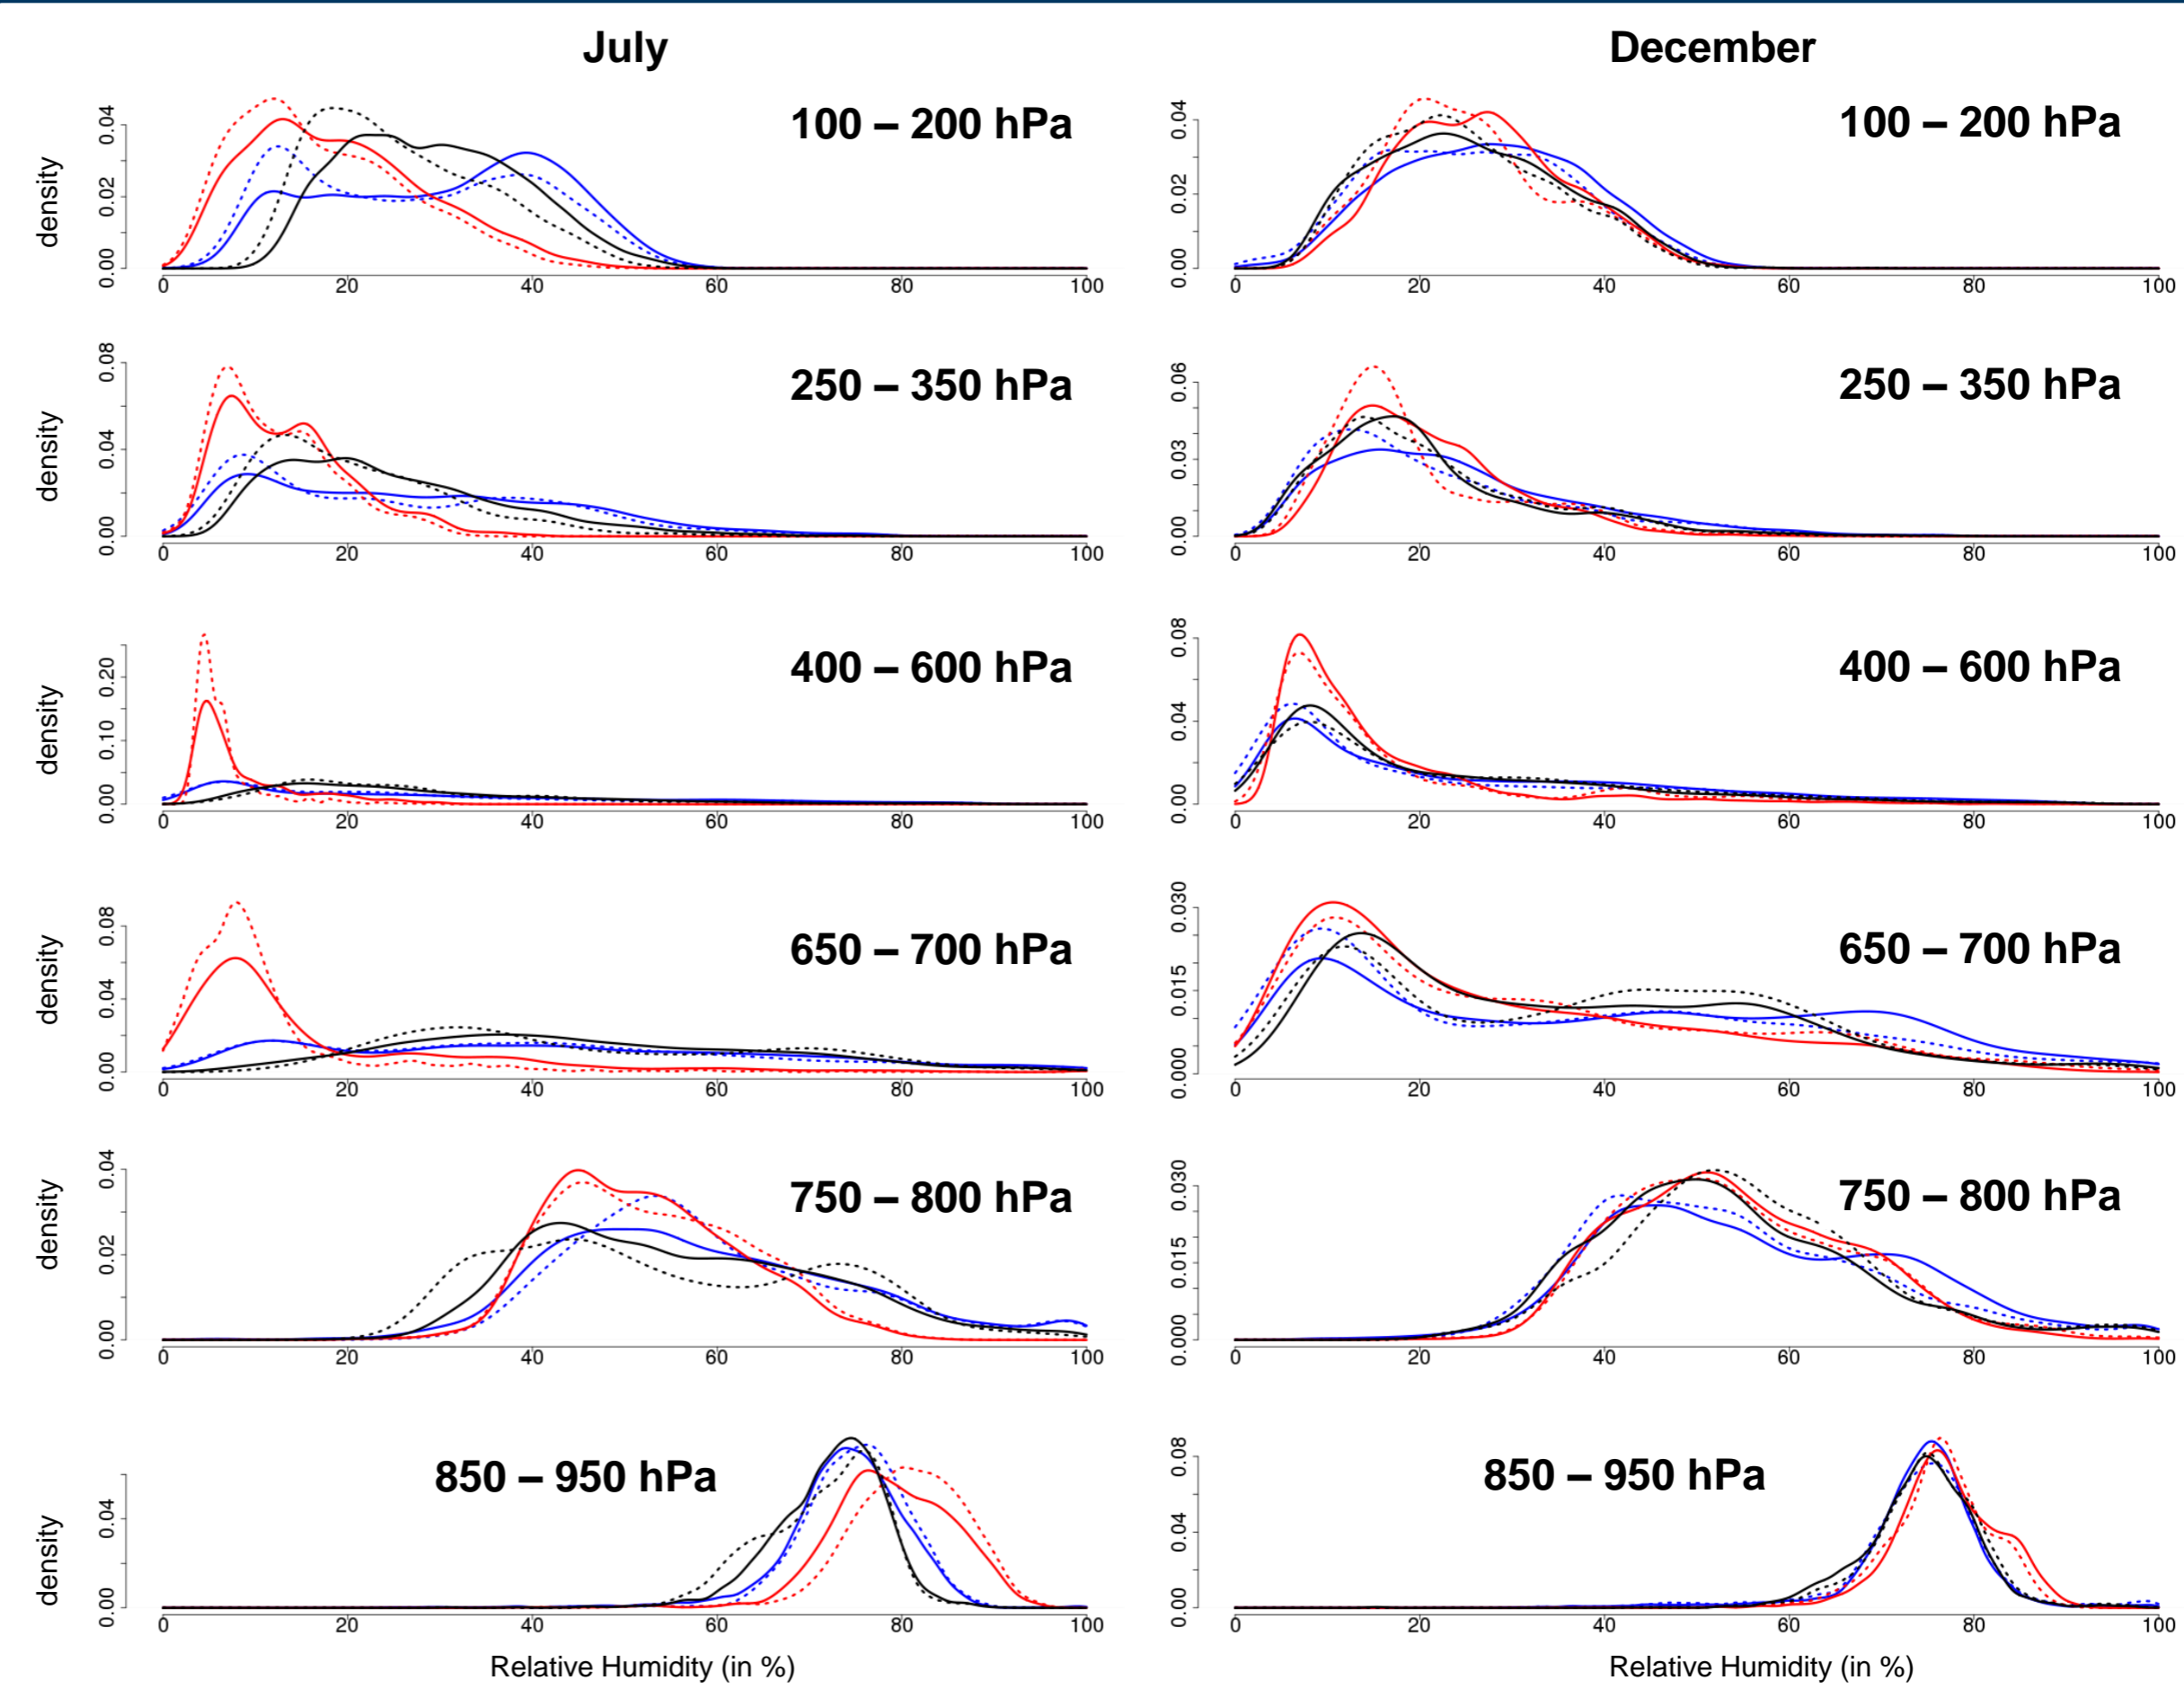 July December
100 – 200 hPa 100 – 200 hPa
density
0.00 0.02 0.04
0 20 40 60 80 100
0.00 0.02 0.04
0 20 40 60 80 100
250 – 350 hPa 250 – 350 hPa
density
0.00 0.04 0.08
0 20 40 60 80 100
0.00 0.03 0.06
0 20 40 60 80 100
400 – 600 hPa 400 – 600 hPa
density
0.00 0.10 0.20
0 20 40 60 80 100
0.00 0.04 0.08
0 20 40 60 80 100
650 – 700 hPa 650 – 700 hPa
density
0.00 0.04 0.08
0 20 40 60 80 100
0.000 0.015 0.030
0 20 40 60 80 100
750 – 800 hPa 750 – 800 hPa
density
0.00 0.02 0.04
0 20 40 60 80 100
0.000 0.015 0.030
0 20 40 60 80 100
850 – 950 hPa 850 – 950 hPa
density
0.00 0.04
0 20 40 60 80 100
0.00 0.04 0.08
0 20 40 60 80 100
Relative Humidity (in %) Relative Humidity (in %)